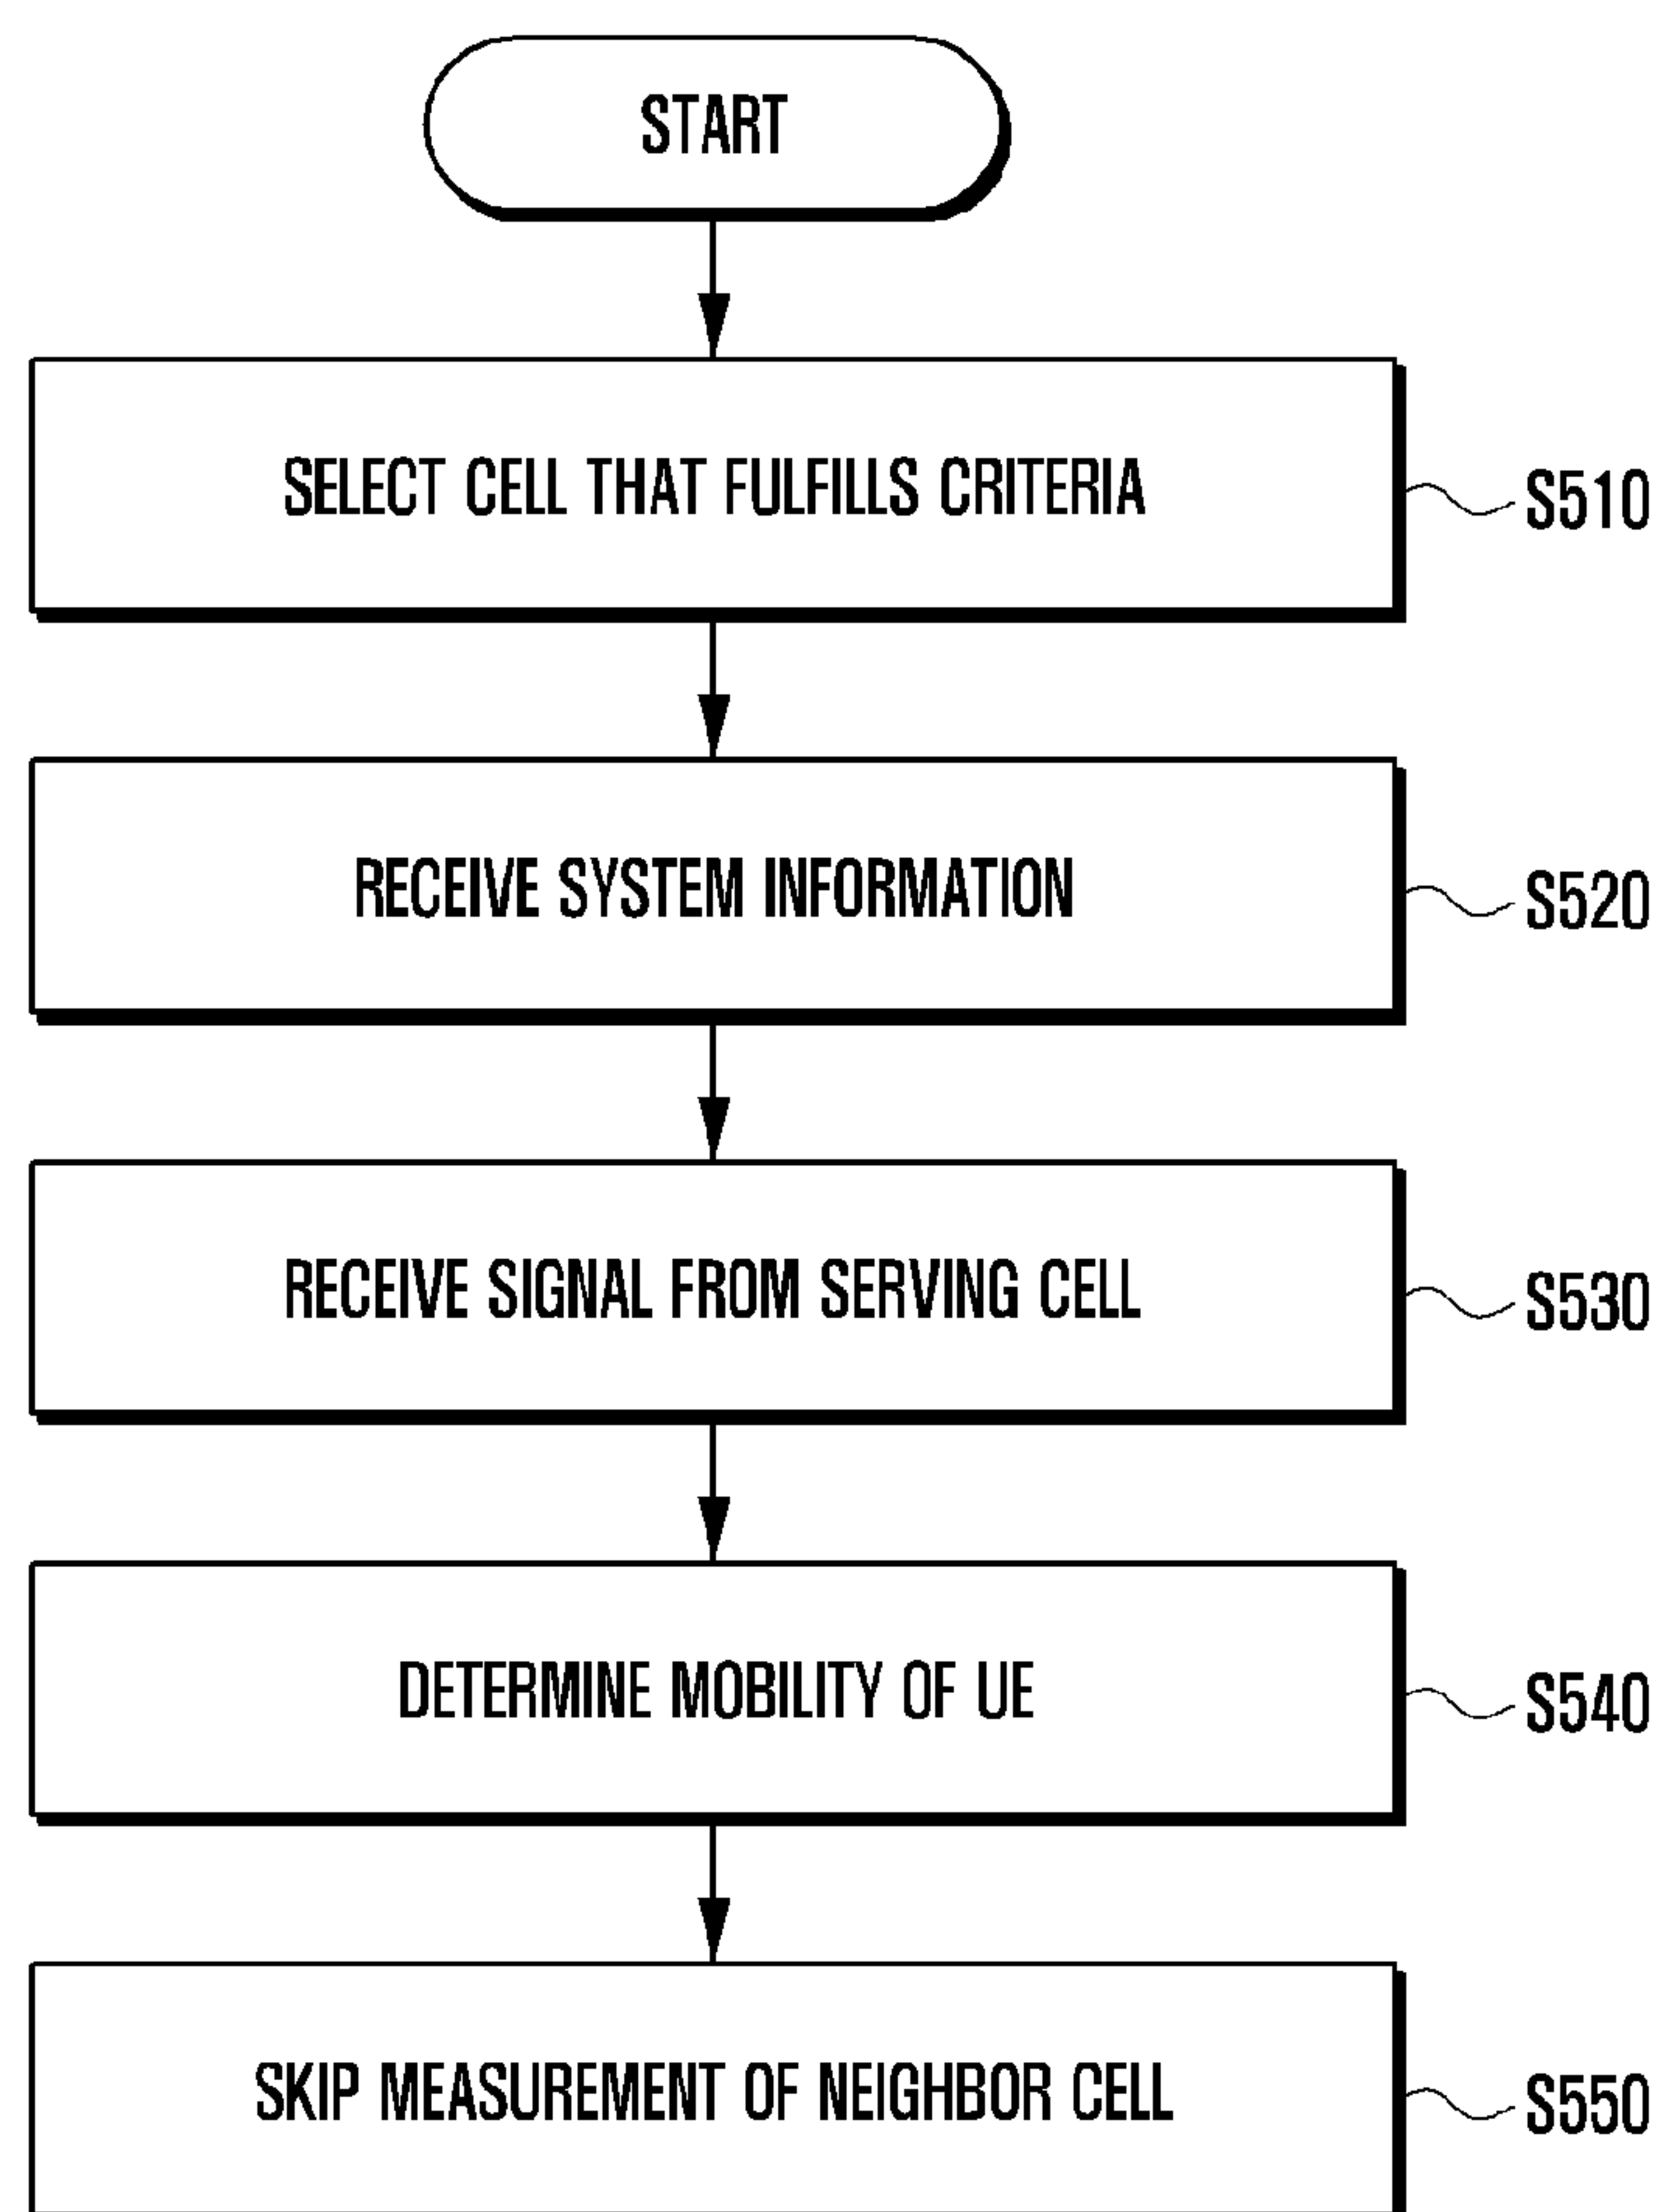 START
SELECT CELL THAT FULFILLS CRITERIA
S510
RECEIVE SYSTEM INFORMATION
S520
RECEIVE SIGNAL FROM SERVING CELL
S530
DETERMINE MOBILITY OF UE
S540
SKIP MEASUREMENT OF NEIGHBOR CELL
S550